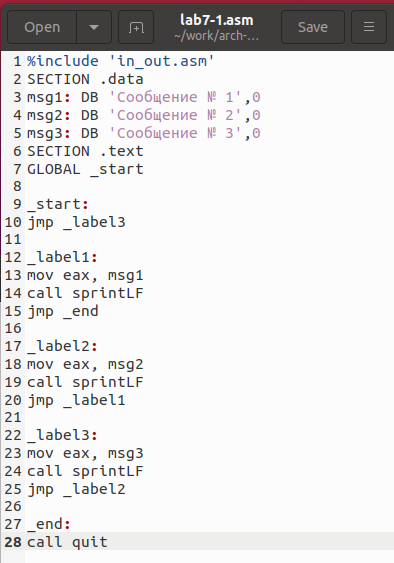 Open
lab7-1.asm
~/work/arch-...
Save
1 %include 'in_out.asm'
2 SECTION .data
3 msg1: DB 'Сообщение № 1',0
4 msg2: DB 'Сообщение № 2',0
5 msg3: DB 'Сообщение № 3',0
6 SECTION .text
7 GLOBAL _start
8
9 _start:
10 jmp _label3
11
12 _label1:
13 mov eax, msg1
14 call sprintLF
15 jmp _end
16
17 _label2:
18 mov eax, msg2
19 call sprintLF
20 jmp _label1
21
22 _label3:
23 mov eax, msg3
24 call sprintLF
25 jmp _label2
26
27 _end:
28 call quit